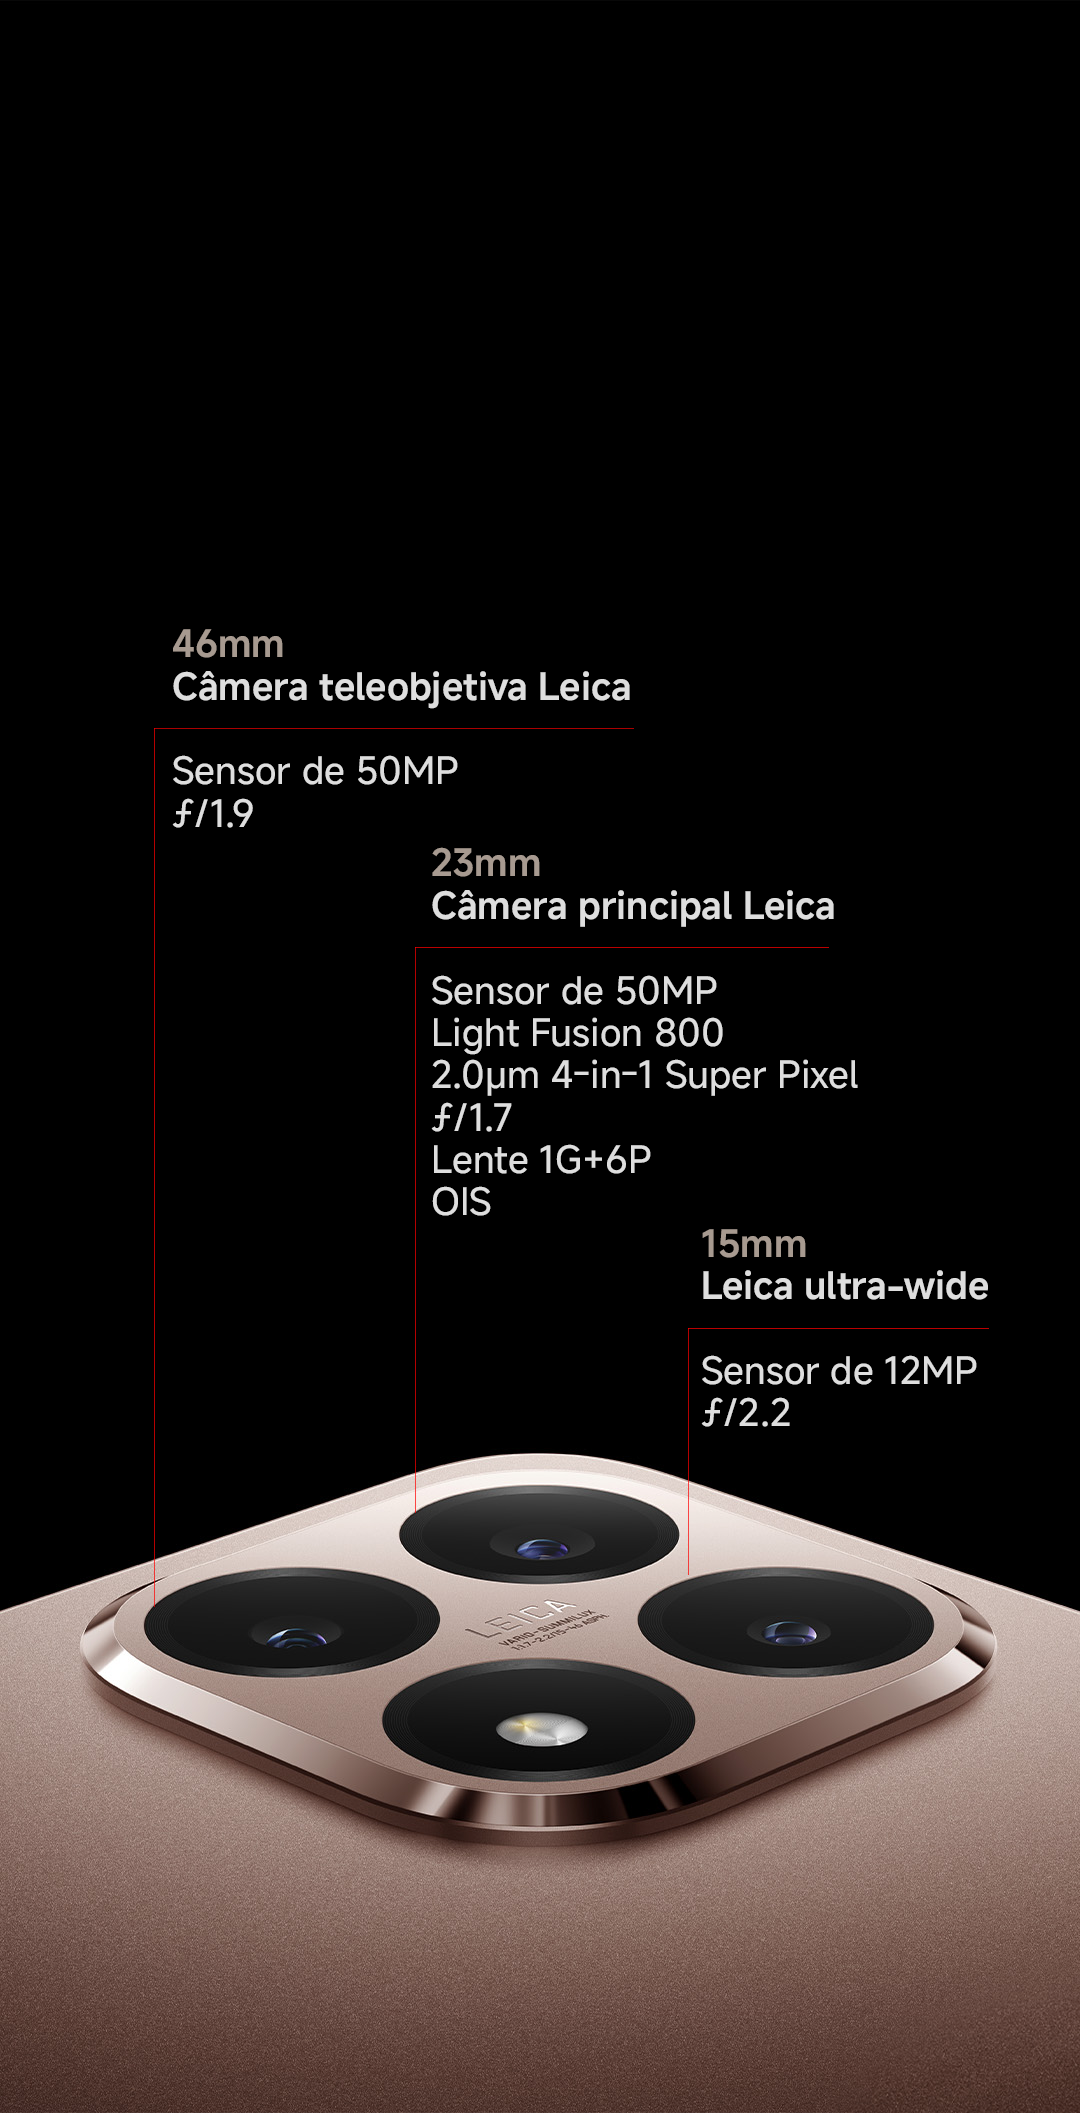 46mm
Câmera teleobjetiva Leica
Sensor de 50MP
ƒ/1.9
23mm
Câmera principal Leica
Sensor de 50MP
Light Fusion 800
2.0μm 4-in-1 Super Pixel
ƒ/1.7
Lente 1G+6P
OIS
15mm
Leica ultra-wide
Sensor de 12MP
ƒ/2.2
LEICA
VARIO-SUMMILUX
1:1.7-2.2/15-46 ASPH.